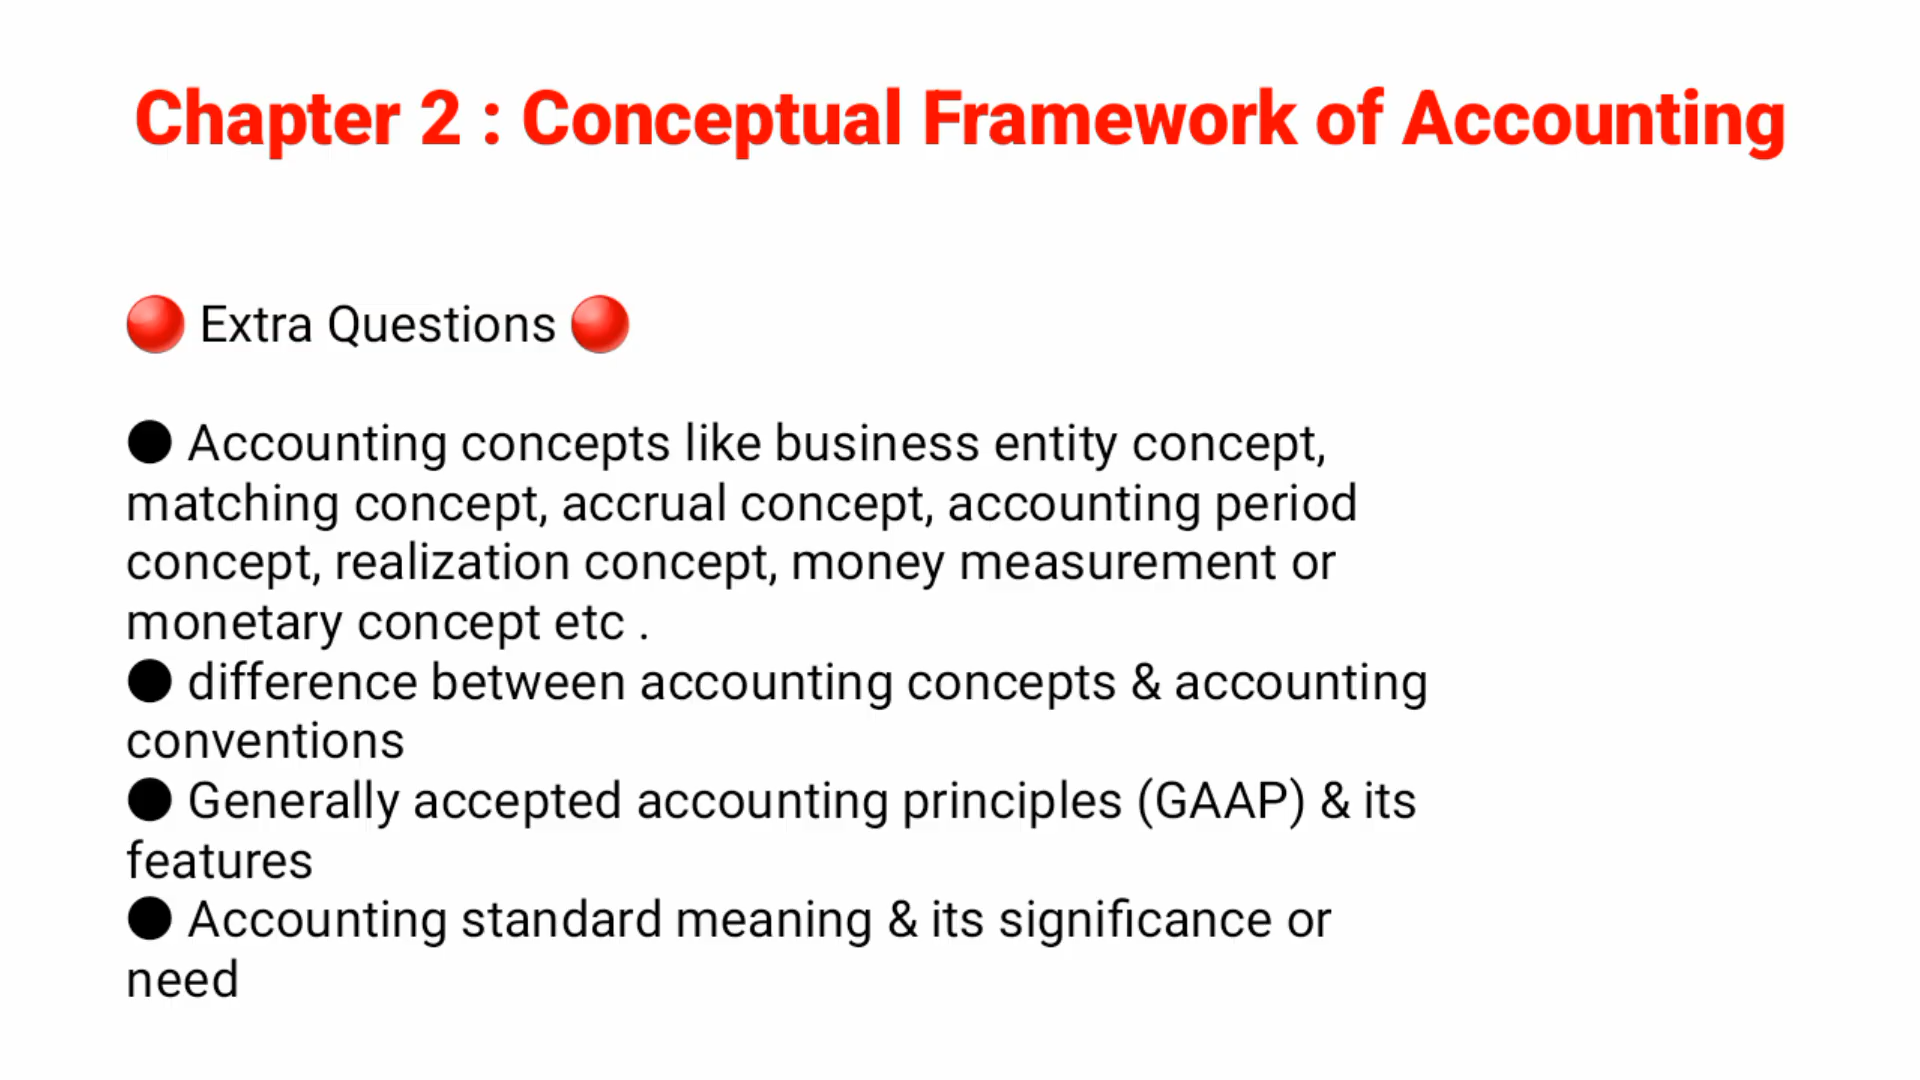 Chapter 2 : Conceptual Framework of Accounting
🔴 Extra Questions 🔴
● Accounting concepts like business entity concept,
matching concept, accrual concept, accounting period
concept, realization concept, money measurement or
monetary concept etc .
● difference between accounting concepts & accounting
conventions
● Generally accepted accounting principles (GAAP) & its
features
● Accounting standard meaning & its significance or
need